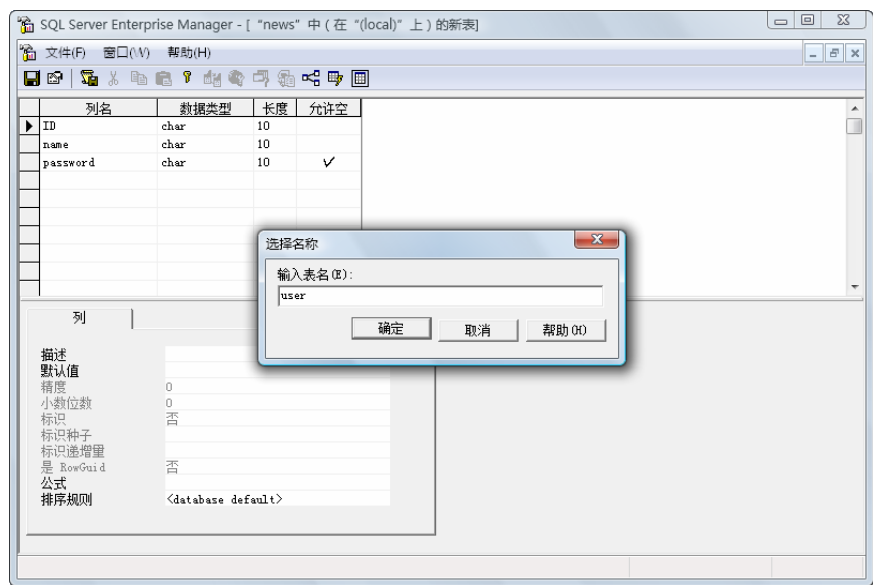 SQL Server Enterprise Manager - [ “news” 中 ( 在 “(local)” 上 ) 的新表]
文件(F) 窗口(W) 帮助(H)
列名 数据类型 长度 允许空
ID char 10
name char 10
password char 10 ✓
选择名称
输入表名(E):
user
确定 取消 帮助(H)
列
描述
默认值
精度 0
小数位数 0
标识 否
标识种子
标识递增量
是 RowGuid 否
公式
排序规则 <database default>